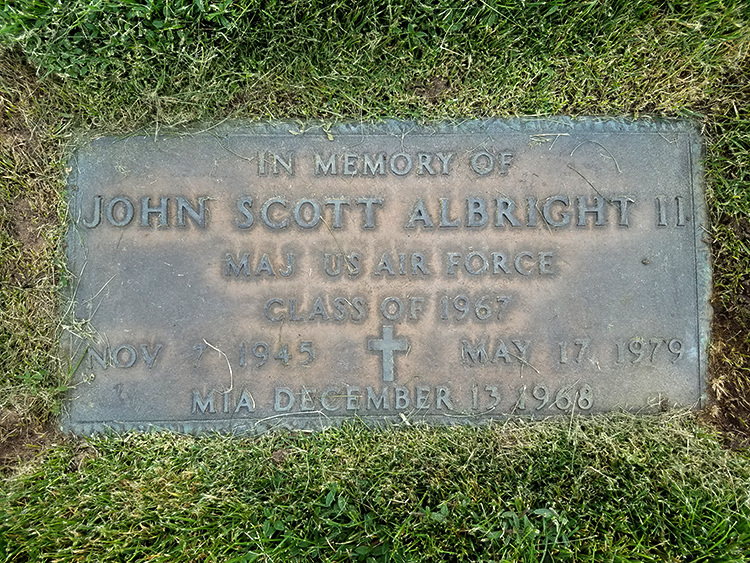 IN MEMORY OF
JOHN SCOTT ALBRIGHT II
MAJ US AIR FORCE
CLASS OF 1967
NOV 1945 MAY 17 1979
MIA DECEMBER 13 1968